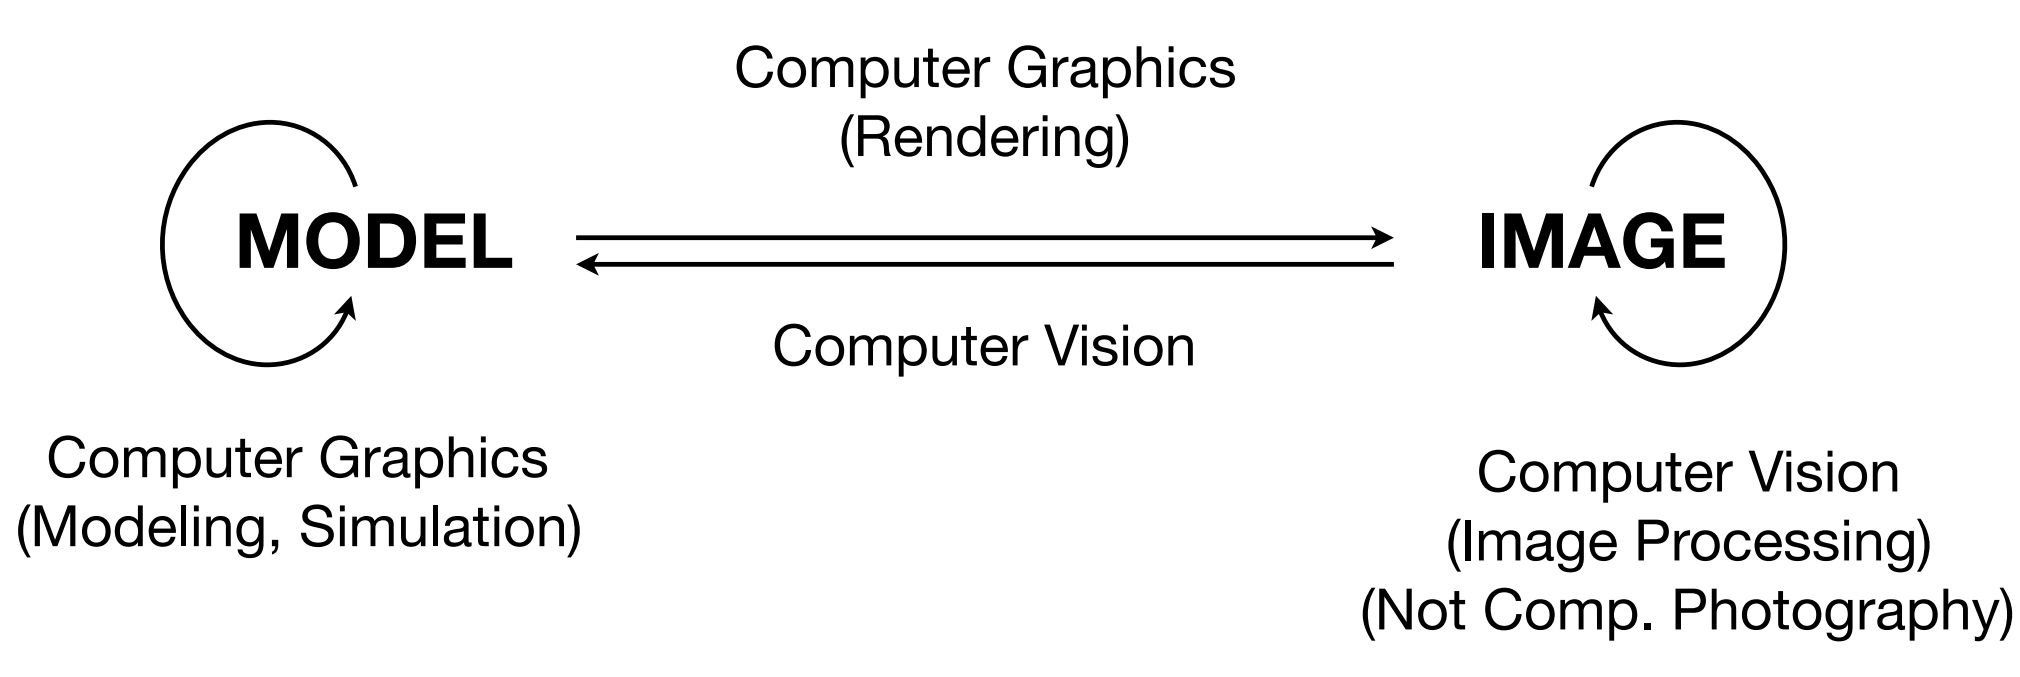 Computer Graphics
(Rendering)
MODEL
IMAGE
Computer Vision
Computer Graphics
(Modeling, Simulation)
Computer Vision
(Image Processing)
(Not Comp. Photography)